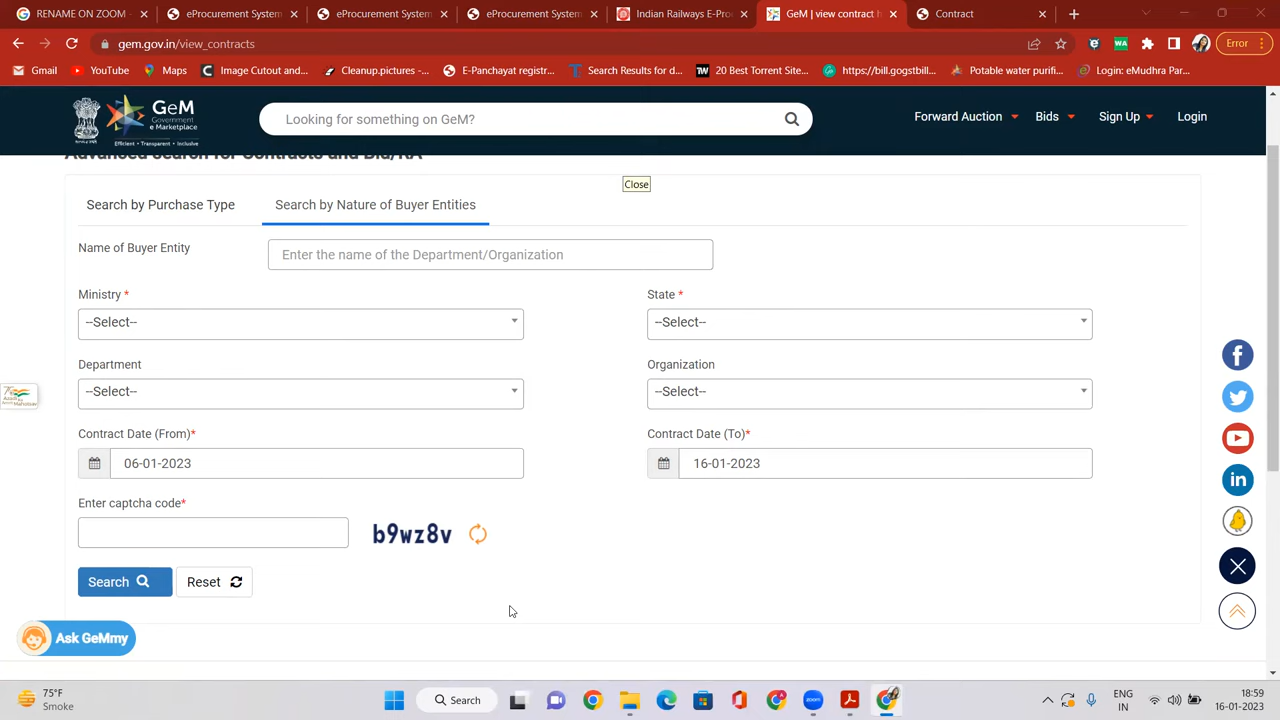 RENAME ON ZOOM -
eProcurement System
eProcurement System
eProcurement System
Indian Railways E-Pro
GeM | view contract h
Contract
gem.gov.in/view_contracts
Error
Gmail
YouTube
Maps
Image Cutout and...
Cleanup.pictures -...
E-Panchayat registr...
Search Results for d...
20 Best Torrent Site...
https://bill.gogstbill...
Potable water purifi...
Login: eMudhra Par...
GeM
Government
e Marketplace
Efficient • Transparent • Inclusive
Looking for something on GeM?
Forward Auction
Bids
Sign Up
Login
Advanced Search for Contracts and Bid/RA
Close
Search by Purchase Type
Search by Nature of Buyer Entities
Name of Buyer Entity
Enter the name of the Department/Organization
Ministry *
State *
--Select--
--Select--
Department
Organization
--Select--
--Select--
Contract Date (From)*
Contract Date (To)*
06-01-2023
16-01-2023
Enter captcha code*
b9wz8v
Search
Reset
Ask GeMmy
75°F
Smoke
Search
ENG
IN
18:59
16-01-2023